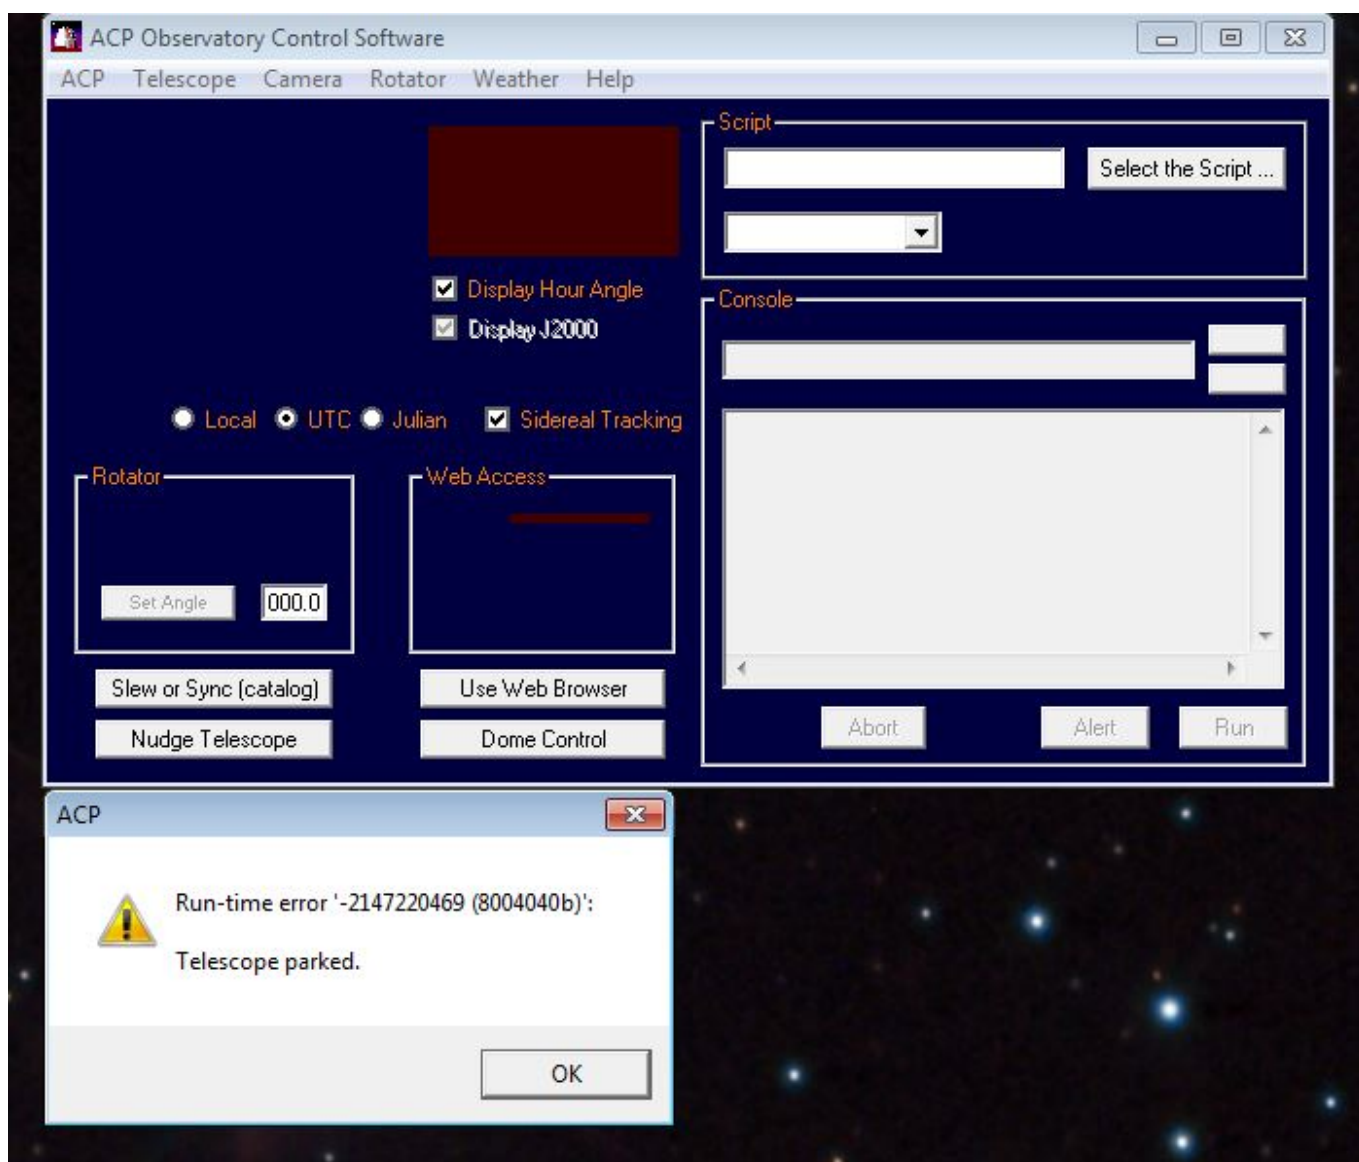 ACP Observatory Control Software
ACP Telescope Camera Rotator Weather Help
Script
Select the Script ...
Display Hour Angle
Display J2000
Console
Local UTC Julian Sidereal Tracking
Rotator
Web Access
Set Angle 000.0
Slew or Sync (catalog) Use Web Browser
Nudge Telescope Dome Control
Abort Alert Run
ACP
Run-time error '-2147220469 (8004040b)':
Telescope parked.
OK